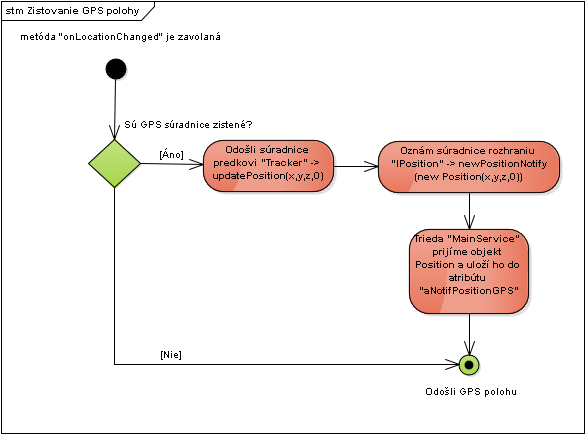 stm Zistovanie GPS polohy
metóda "onLocationChanged" je zavolaná
Sú GPS súradnice zistené?
[Áno]
Odošli súradnice
predkovi "Tracker" ->
updatePosition(x,y,z,0)
Oznám súradnice rozhraniu
"IPosition" -> newPositionNotify
(new Position(x,y,z,0))
Trieda "MainService"
prijíme objekt
Position a uloží ho do
atribútu
"aNotifPositionGPS"
[Nie]
Odošli GPS polohu